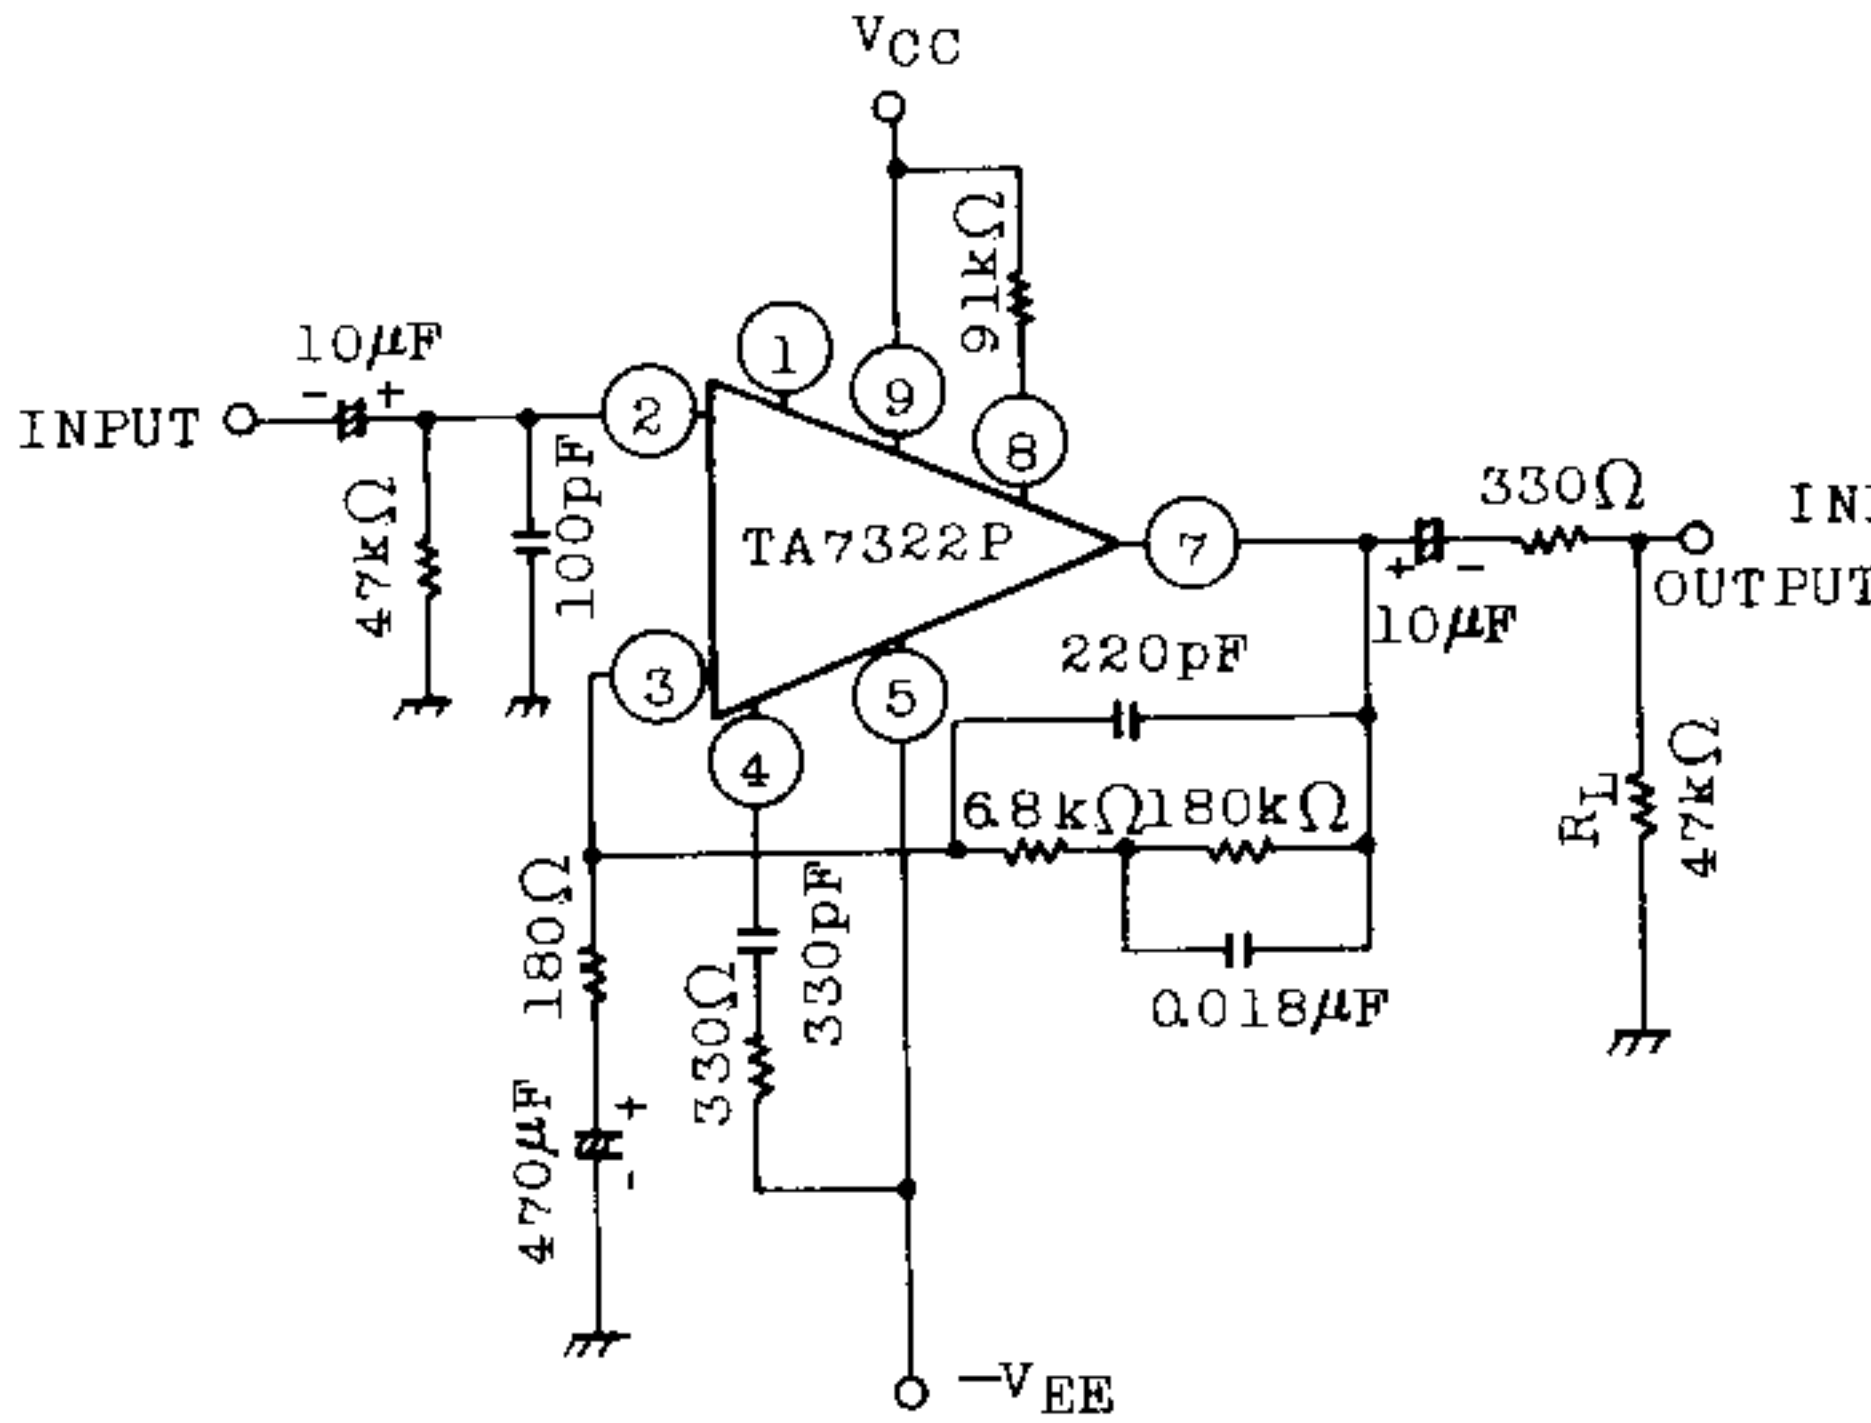 VCC
91kΩ
10μF
- +
INPUT
1
9
2
8
47kΩ
100pF
TA7322P
7
330Ω
+ -
10μF
OUTPUT
3
5
4
220pF
6.8kΩ
180kΩ
0.018μF
RL
47kΩ
180Ω
330pF
330Ω
470μF
+
-
-VEE